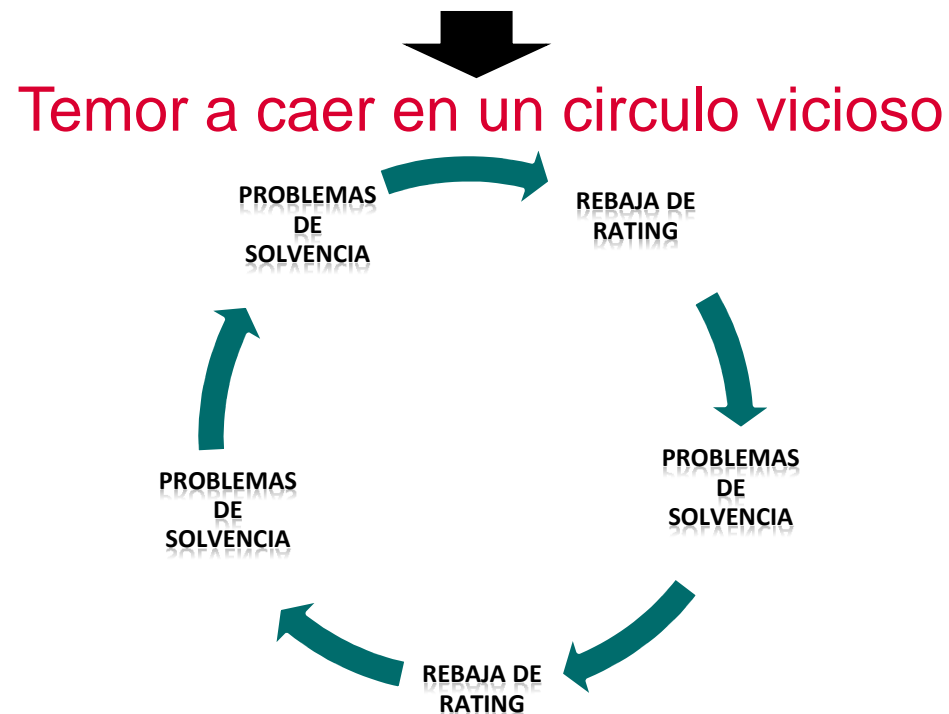 Temor a caer en un circulo vicioso
PROBLEMAS
DE
SOLVENCIA
REBAJA DE
RATING
PROBLEMAS
DE
SOLVENCIA
REBAJA DE
RATING
PROBLEMAS
DE
SOLVENCIA